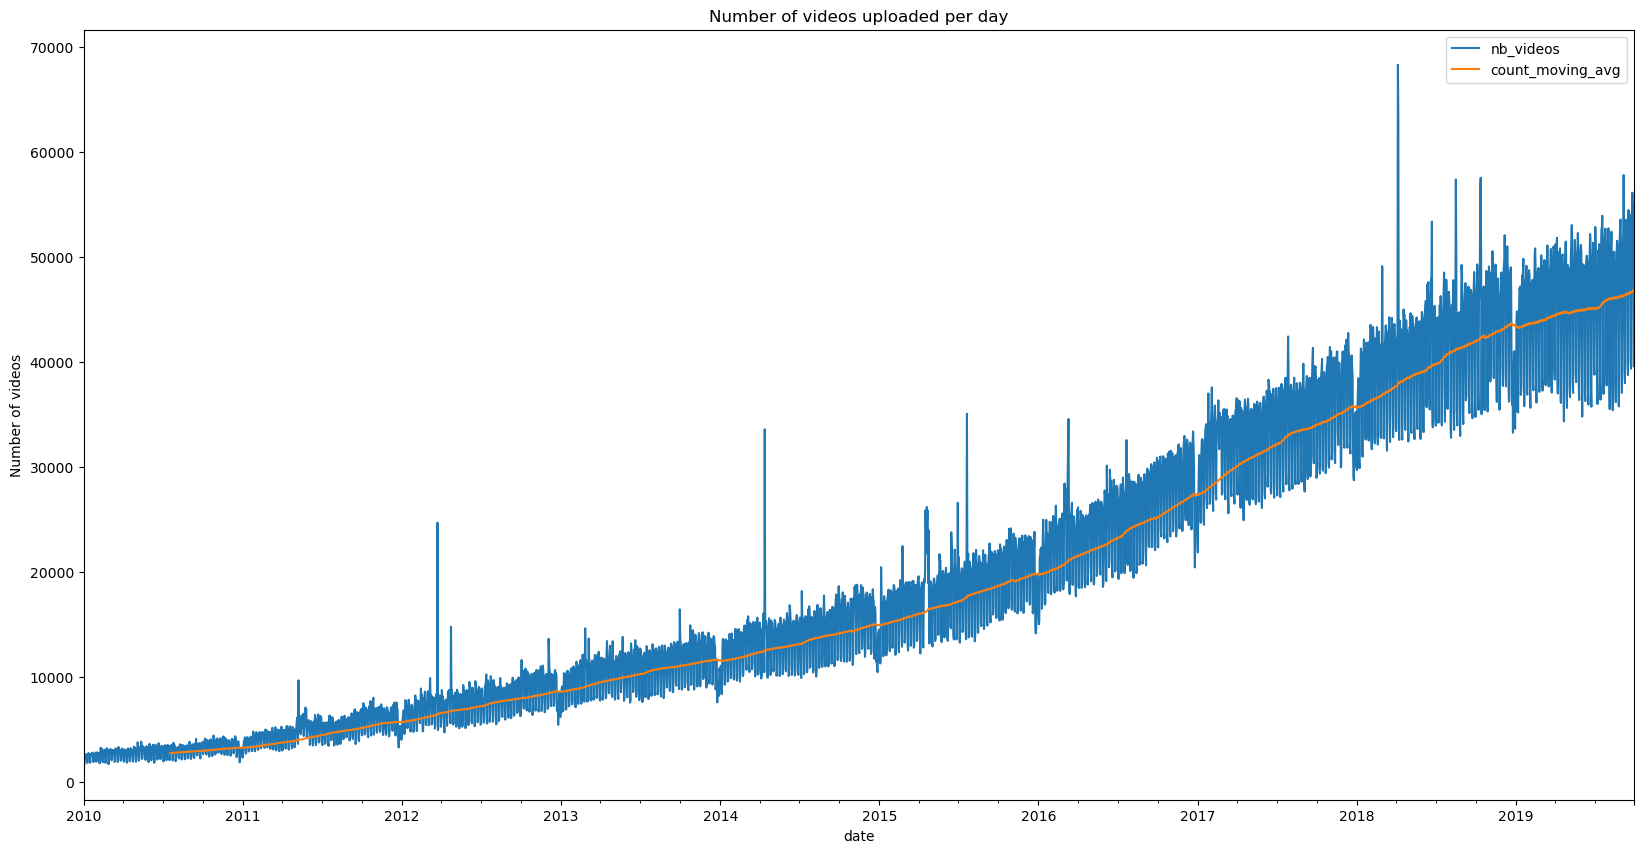 Number of videos uploaded per day
nb_videos
count_moving_avg
70000
60000
50000
40000
30000
20000
10000
0
Number of videos
2010 2011 2012 2013 2014 2015 2016 2017 2018 2019
date